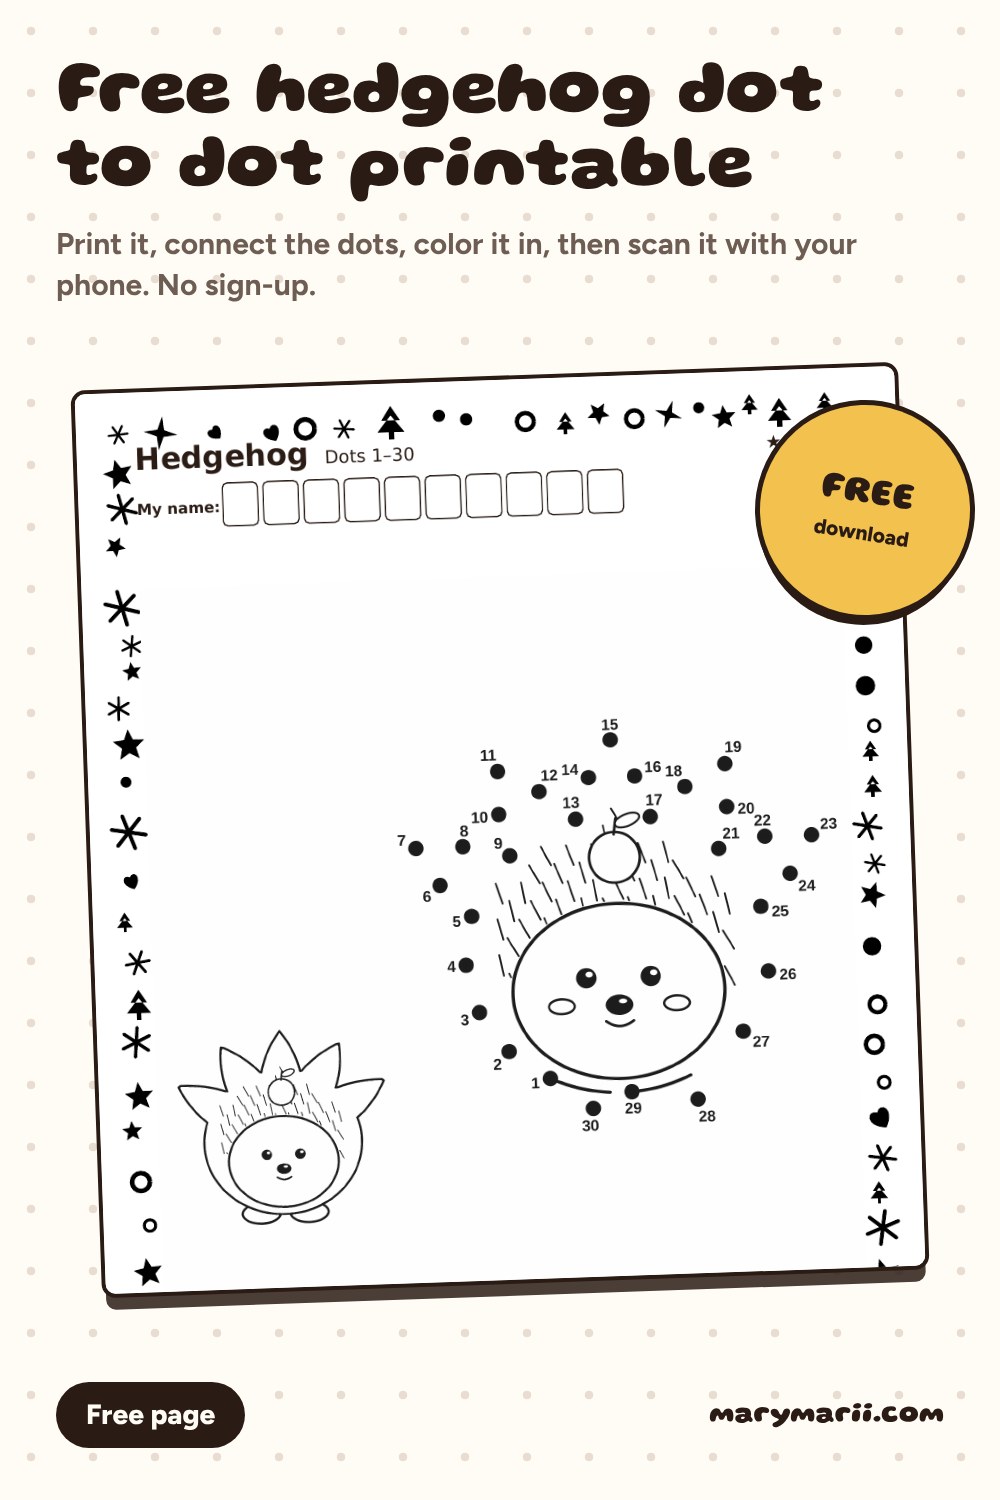 Free hedgehog dot
to dot printable
Print it, connect the dots, color it in, then scan it with your
phone. No sign-up.
Hedgehog Dots 1–30
My name:
FREE
download
15
11
19
12 14
16 18
10
13
17
20
7
8
9
21
22
23
6
24
5
25
4
26
3
27
2
1
29
28
30
Free page
marymarii.com